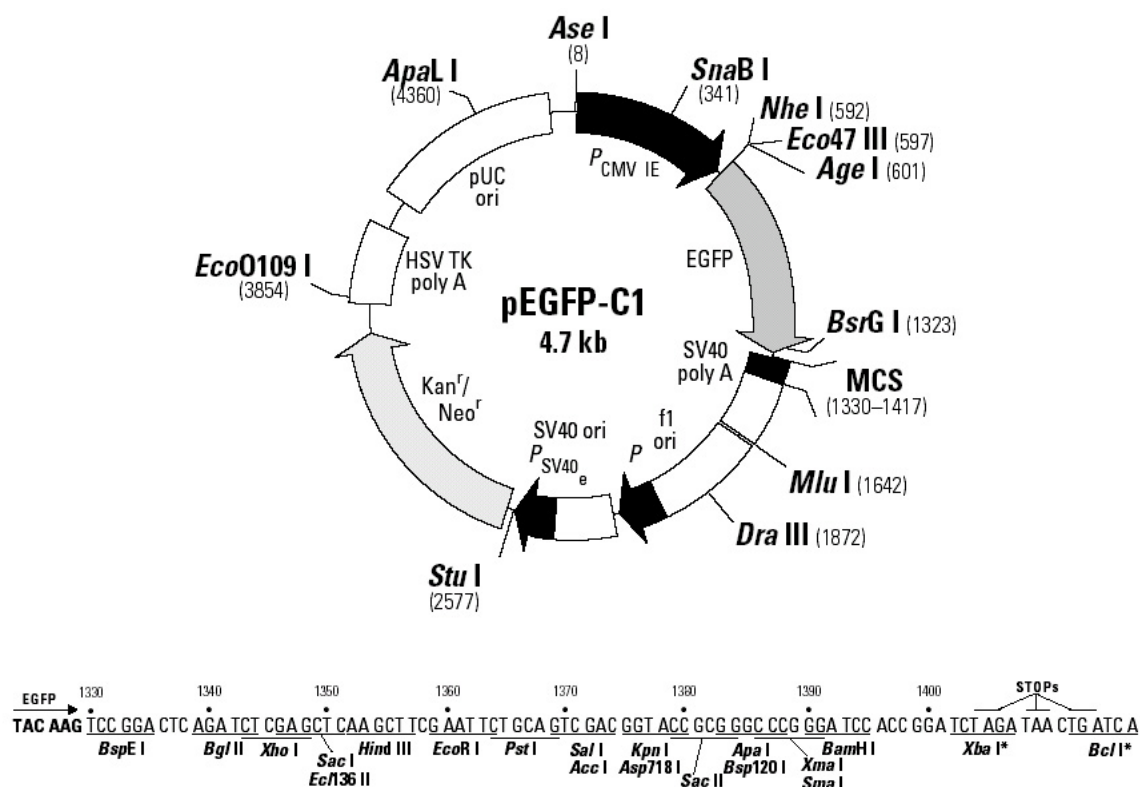 Ase I
(8)
ApaL I
(4360)
SnaB I
(341)
Nhe I (592)
Eco47 III (597)
Age I (601)
P CMV IE
pUC
ori
EGFP
HSV TK
poly A
EcoO109 I
(3854)
pEGFP-C1
4.7 kb
BsrG I (1323)
SV40
poly A
MCS
(1330–1417)
Kanr/
Neor
f1
ori
SV40 ori
P
P SV40e
Mlu I (1642)
Dra III (1872)
Stu I
(2577)
1330 1340 1350 1360 1370 1380 1390 1400
EGFP
STOPs
TAC AAG TCC GGA CTC AGA TCT CGA GCT CAA GCT TCG AAT TCT GCA GTC GAC GGT ACC GCG GGC CCG GGA TCC ACC GGA TCT AGA TAA CTG ATC A
BspE I Bgl II Xho I Hind III EcoR I Pst I Sal I Kpn I Apa I BamH I Xba I* Bcl I*
Sac I Acc I Asp718 I Bsp120 I Xma I
Ecl136 II Sac II Sma I